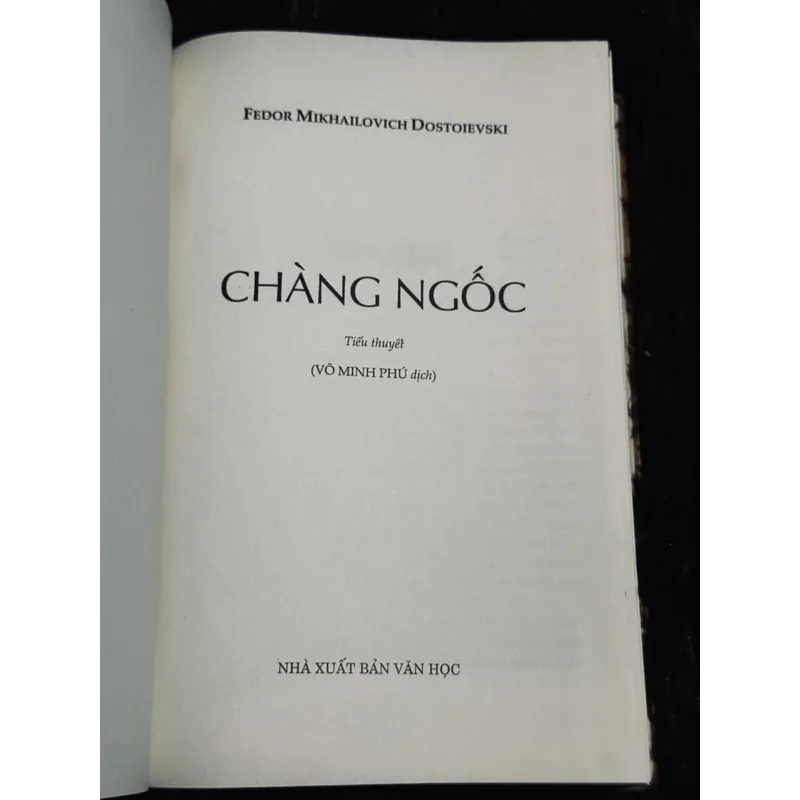 FEDOR MIKHAILOVICH DOSTOIEVSKI
CHÀNG NGỐC
Tiểu thuyết
(VÕ MINH PHÚ dịch)
NHÀ XUẤT BẢN VĂN HỌC